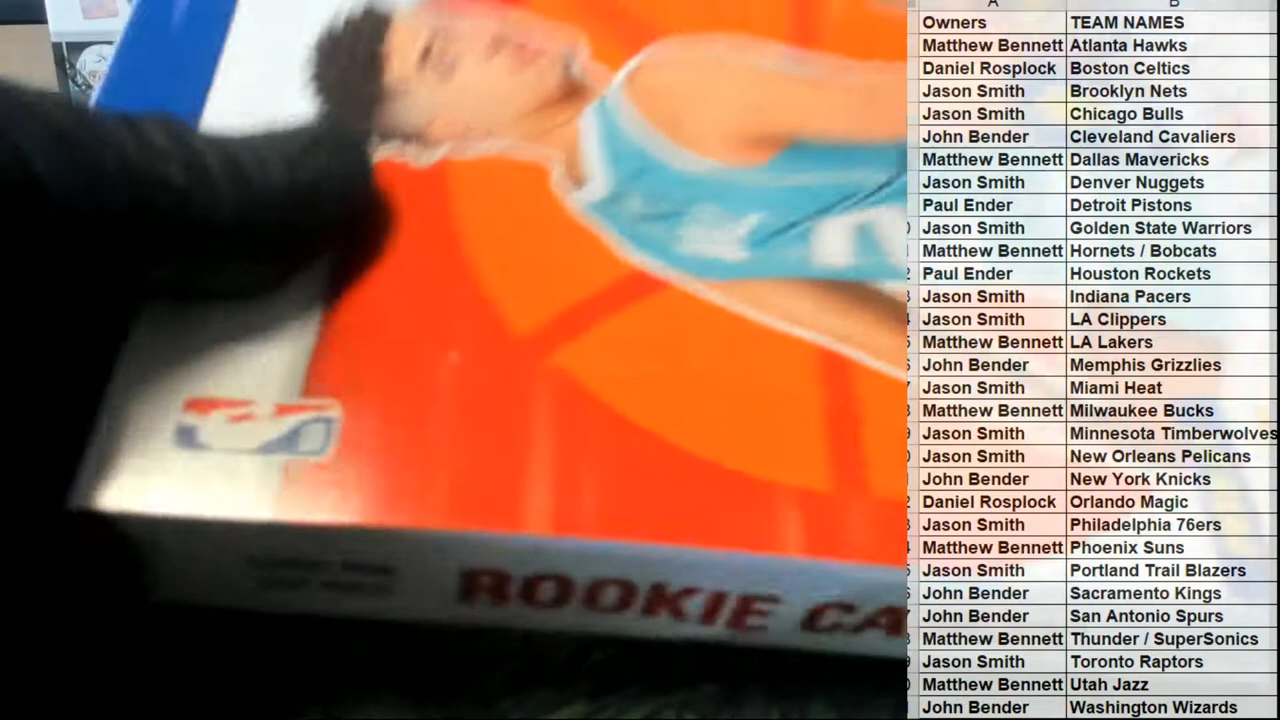 A B
Owners TEAM NAMES
Matthew Bennett Atlanta Hawks
Daniel Rosplock Boston Celtics
Jason Smith Brooklyn Nets
Jason Smith Chicago Bulls
John Bender Cleveland Cavaliers
Matthew Bennett Dallas Mavericks
Jason Smith Denver Nuggets
Paul Ender Detroit Pistons
Jason Smith Golden State Warriors
Matthew Bennett Hornets / Bobcats
Paul Ender Houston Rockets
Jason Smith Indiana Pacers
Jason Smith LA Clippers
Matthew Bennett LA Lakers
John Bender Memphis Grizzlies
Jason Smith Miami Heat
Matthew Bennett Milwaukee Bucks
Jason Smith Minnesota Timberwolves
Jason Smith New Orleans Pelicans
John Bender New York Knicks
Daniel Rosplock Orlando Magic
Jason Smith Philadelphia 76ers
Matthew Bennett Phoenix Suns
Jason Smith Portland Trail Blazers
John Bender Sacramento Kings
John Bender San Antonio Spurs
Matthew Bennett Thunder / SuperSonics
Jason Smith Toronto Raptors
Matthew Bennett Utah Jazz
John Bender Washington Wizards
ROOKIE CA